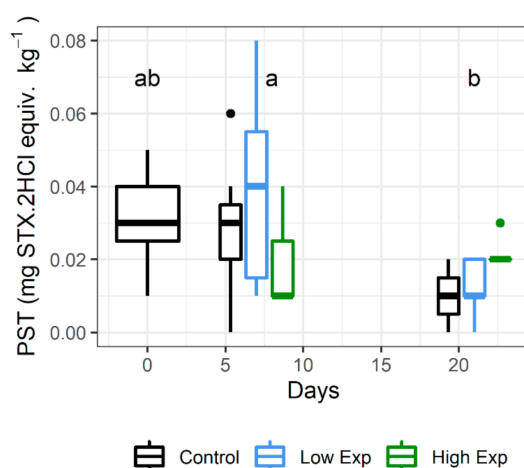 PST (mg STX.2HCl equiv. kg⁻¹)
0.08
0.06
0.04
0.02
0.00
ab a b
0 5 10 15 20
Days
Control Low Exp High Exp